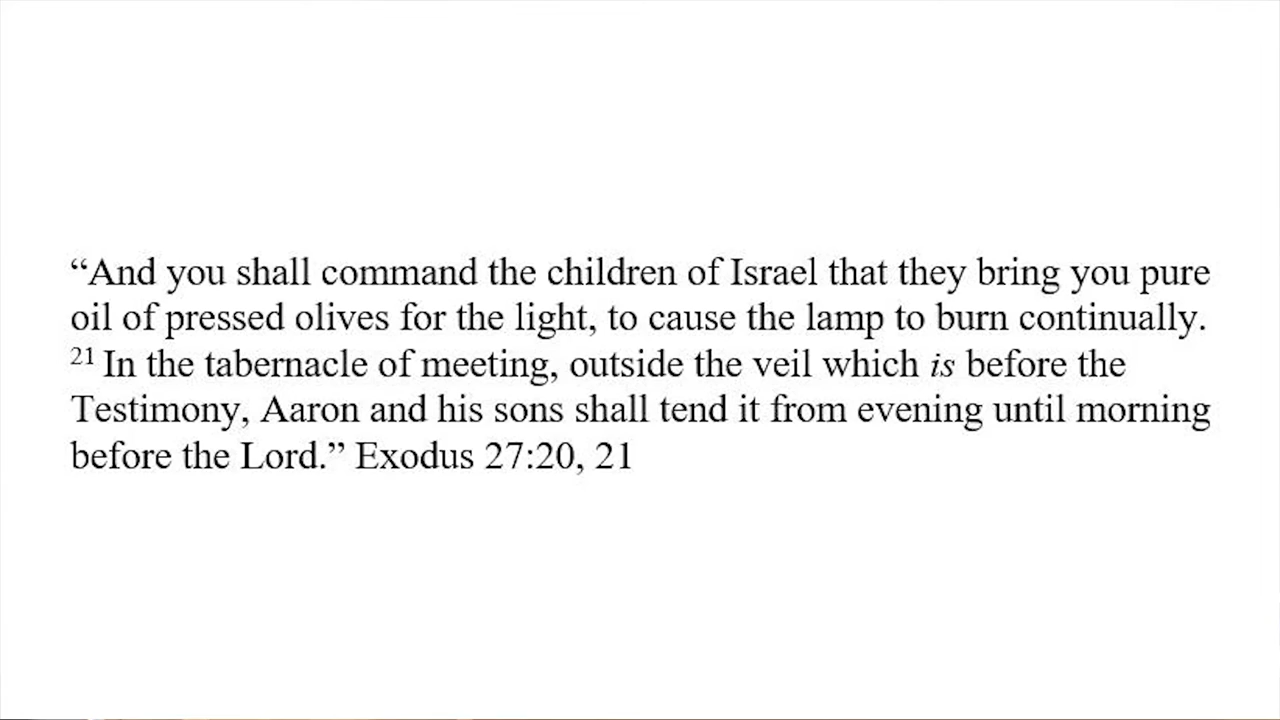 “And you shall command the children of Israel that they bring you pure
oil of pressed olives for the light, to cause the lamp to burn continually.
21 In the tabernacle of meeting, outside the veil which is before the
Testimony, Aaron and his sons shall tend it from evening until morning
before the Lord.” Exodus 27:20, 21